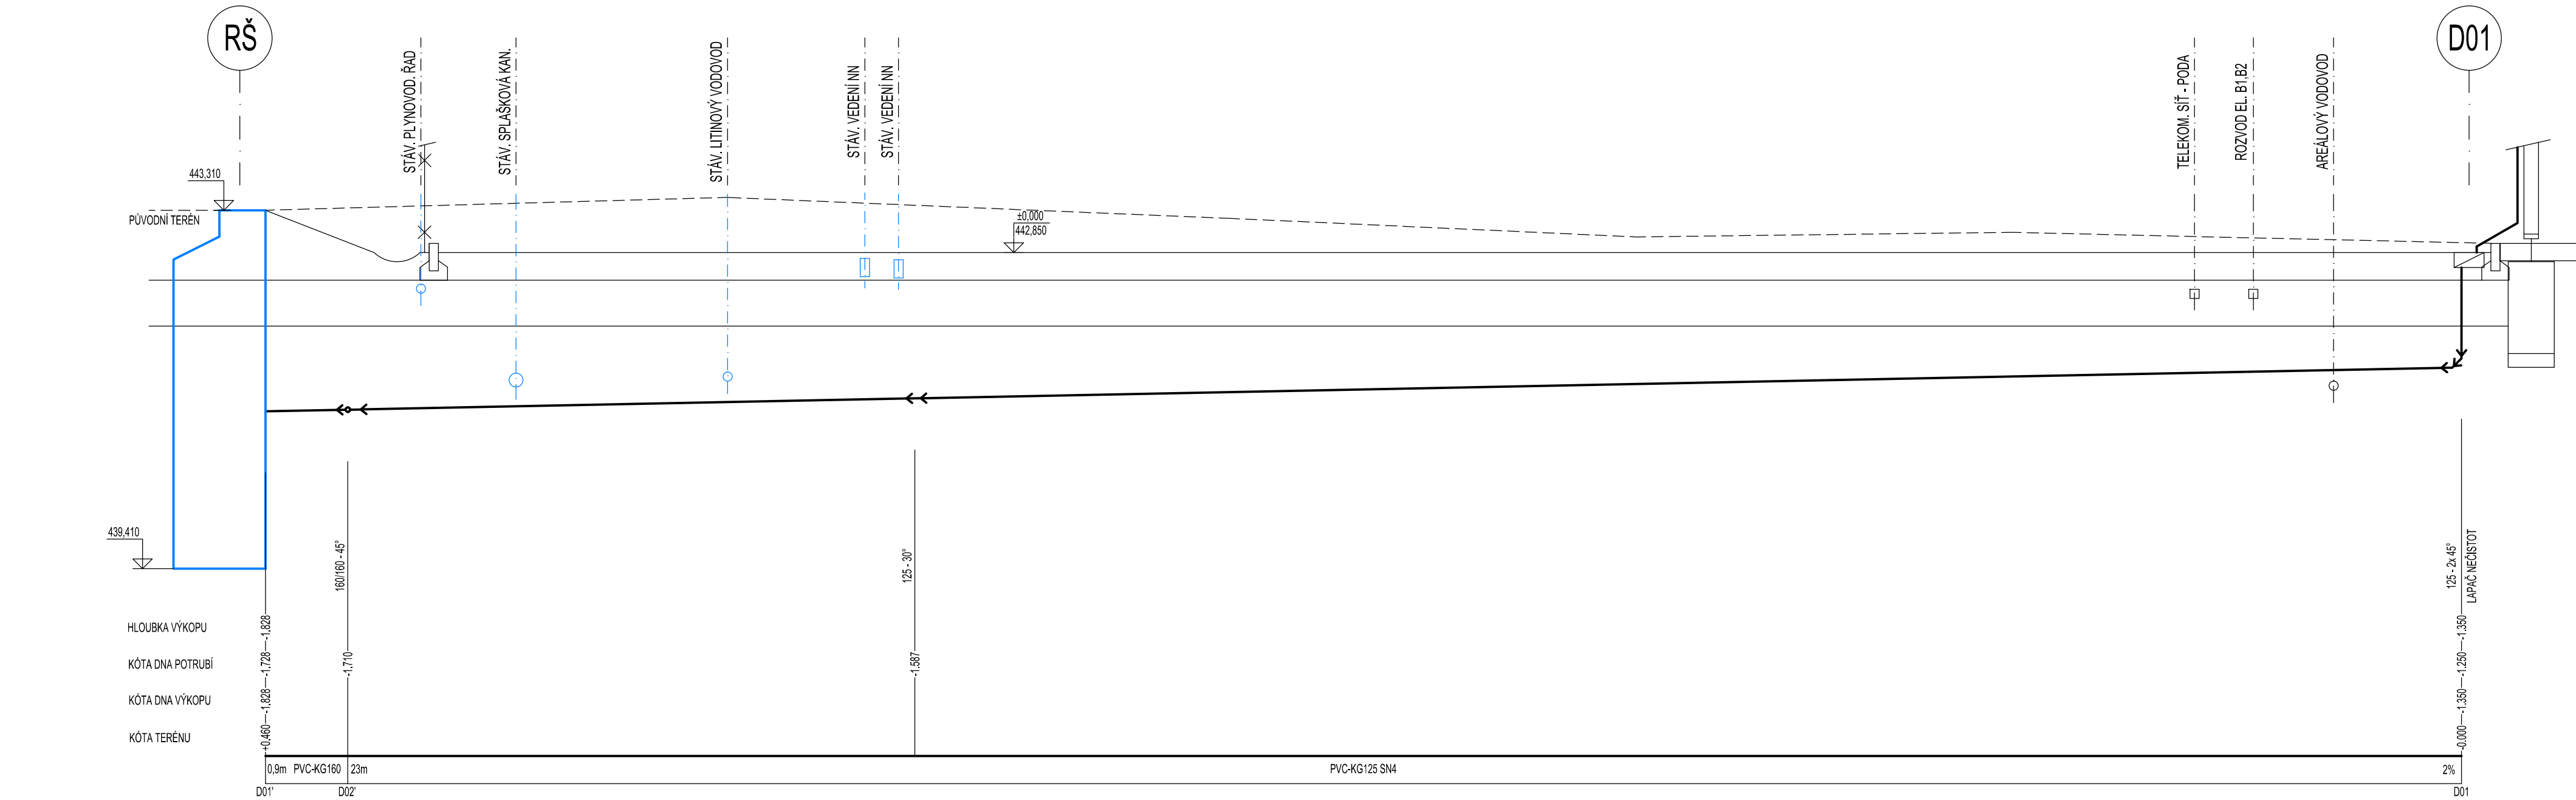 RŠ
D01
STÁV. PLYNOVOD. ŘAD
STÁV. SPLAŠKOVÁ KAN.
STÁV. LITINOVÝ VODOVOD
STÁV. VEDENÍ NN
STÁV. VEDENÍ NN
TELEKOM. SÍŤ - PODA
ROZVOD EL. B1,B2
AREÁLOVÝ VODOVOD
443,310
PŮVODNÍ TERÉN
±0,000
442,850
439,410
160/160 - 45°
125 - 30°
125 - 2x 45°
LAPAČ NEČISTOT
HLOUBKA VÝKOPU
-1,828
-1.350
KÓTA DNA POTRUBÍ
-1,728
-1,710
-1.587
-1.250
KÓTA DNA VÝKOPU
-1,828
-1.350
KÓTA TERÉNU
+0,460
-0.000
0,9m PVC-KG160 23m PVC-KG125 SN4 2%
D01' D02' D01